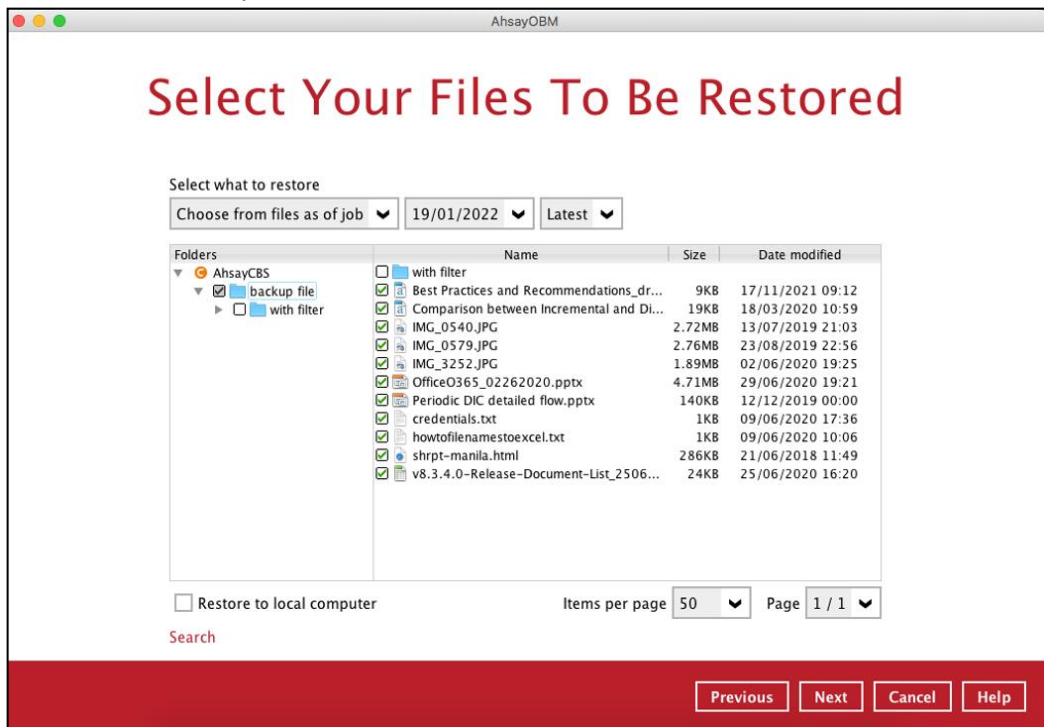 AhsayOBM
Select Your Files To Be Restored
Select what to restore
Choose from files as of job 19/01/2022 Latest
Folders Name Size Date modified
AhsayCBS
backup file
with filter
with filter
Best Practices and Recommendations_dr... 9KB 17/11/2021 09:12
Comparison between Incremental and Di... 19KB 18/03/2020 10:59
IMG_0540.JPG 2.72MB 13/07/2019 21:03
IMG_0579.JPG 2.76MB 23/08/2019 22:56
IMG_3252.JPG 1.89MB 02/06/2020 19:25
OfficeO365_02262020.pptx 4.71MB 29/06/2020 19:21
Periodic DIC detailed flow.pptx 140KB 12/12/2019 00:00
credentials.txt 1KB 09/06/2020 17:36
howtofilenamestoexcel.txt 1KB 09/06/2020 10:06
shrpt-manila.html 286KB 21/06/2018 11:49
v8.3.4.0-Release-Document-List_2506... 24KB 25/06/2020 16:20
Restore to local computer Items per page 50 Page 1 / 1
Search
Previous Next Cancel Help